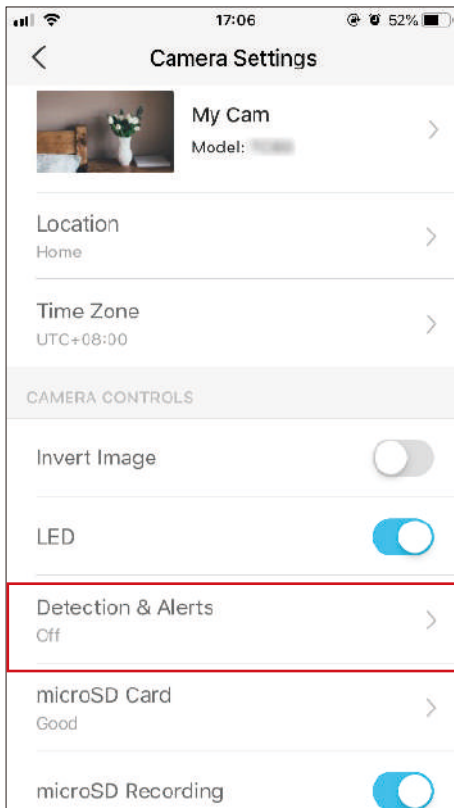 17:06
52%
Camera Settings
My Cam
Model:
Location
Home
Time Zone
UTC+08:00
CAMERA CONTROLS
Invert Image
LED
Detection & Alerts
Off
microSD Card
Good
microSD Recording